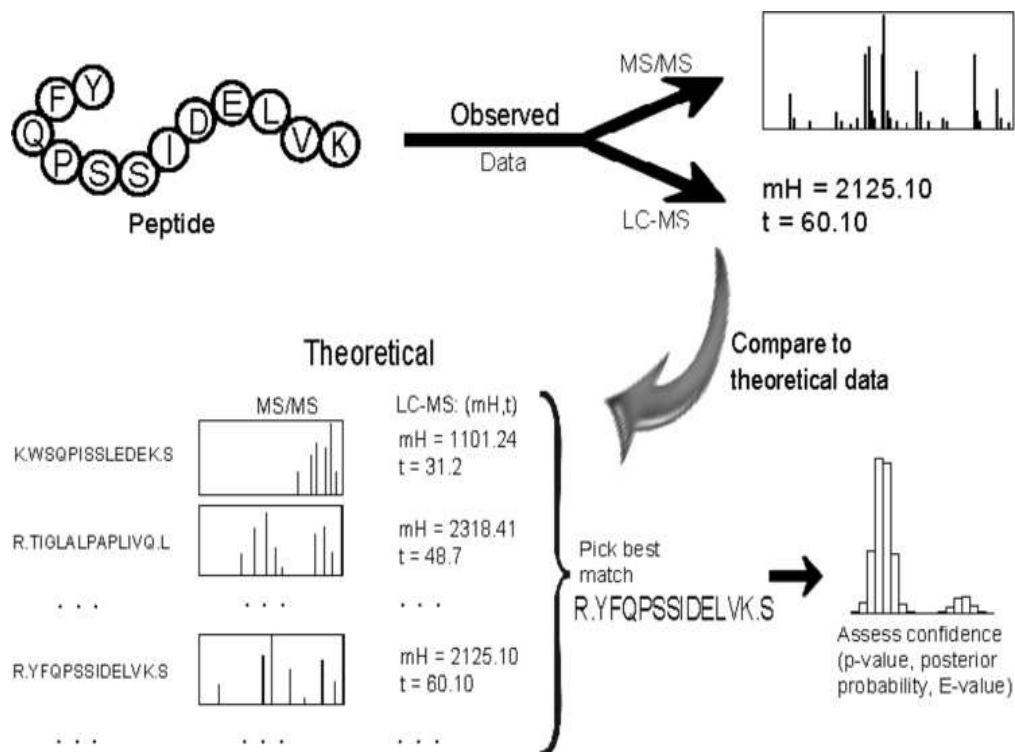 Y
F
Q
P
S
S
I
D
E
L
V
K
Peptide
Observed
Data
MS/MS
LC-MS
mH = 2125.10
t = 60.10
Compare to
theoretical data
Theoretical
MS/MS
LC-MS: (mH,t)
K.WSQPISSLEDEK.S
mH = 1101.24
t = 31.2
R.TIGLALPAPLIVQ.L
mH = 2318.41
t = 48.7
. . .
. . .
. . .
R.YFQPSSIDELVK.S
mH = 2125.10
t = 60.10
. . .
. . .
. . .
Pick best
match
R.YFQPSSIDELVK.S
Assess confidence
(p-value, posterior
probability, E-value)